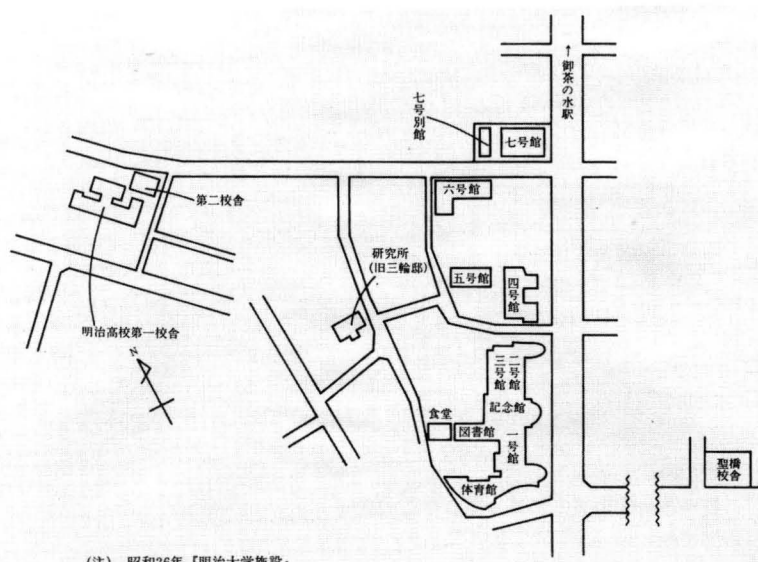 ↑御茶の水駅
七号別館
七号館
六号館
第二校舎
研究所
(旧三輪邸)
五号館
四号館
明治高校第一校舎
N
二号館
三号館
記念館
食堂
図書館
一号館
体育館
聖橋
校舎
(注) 昭和26年『明治大学施設』